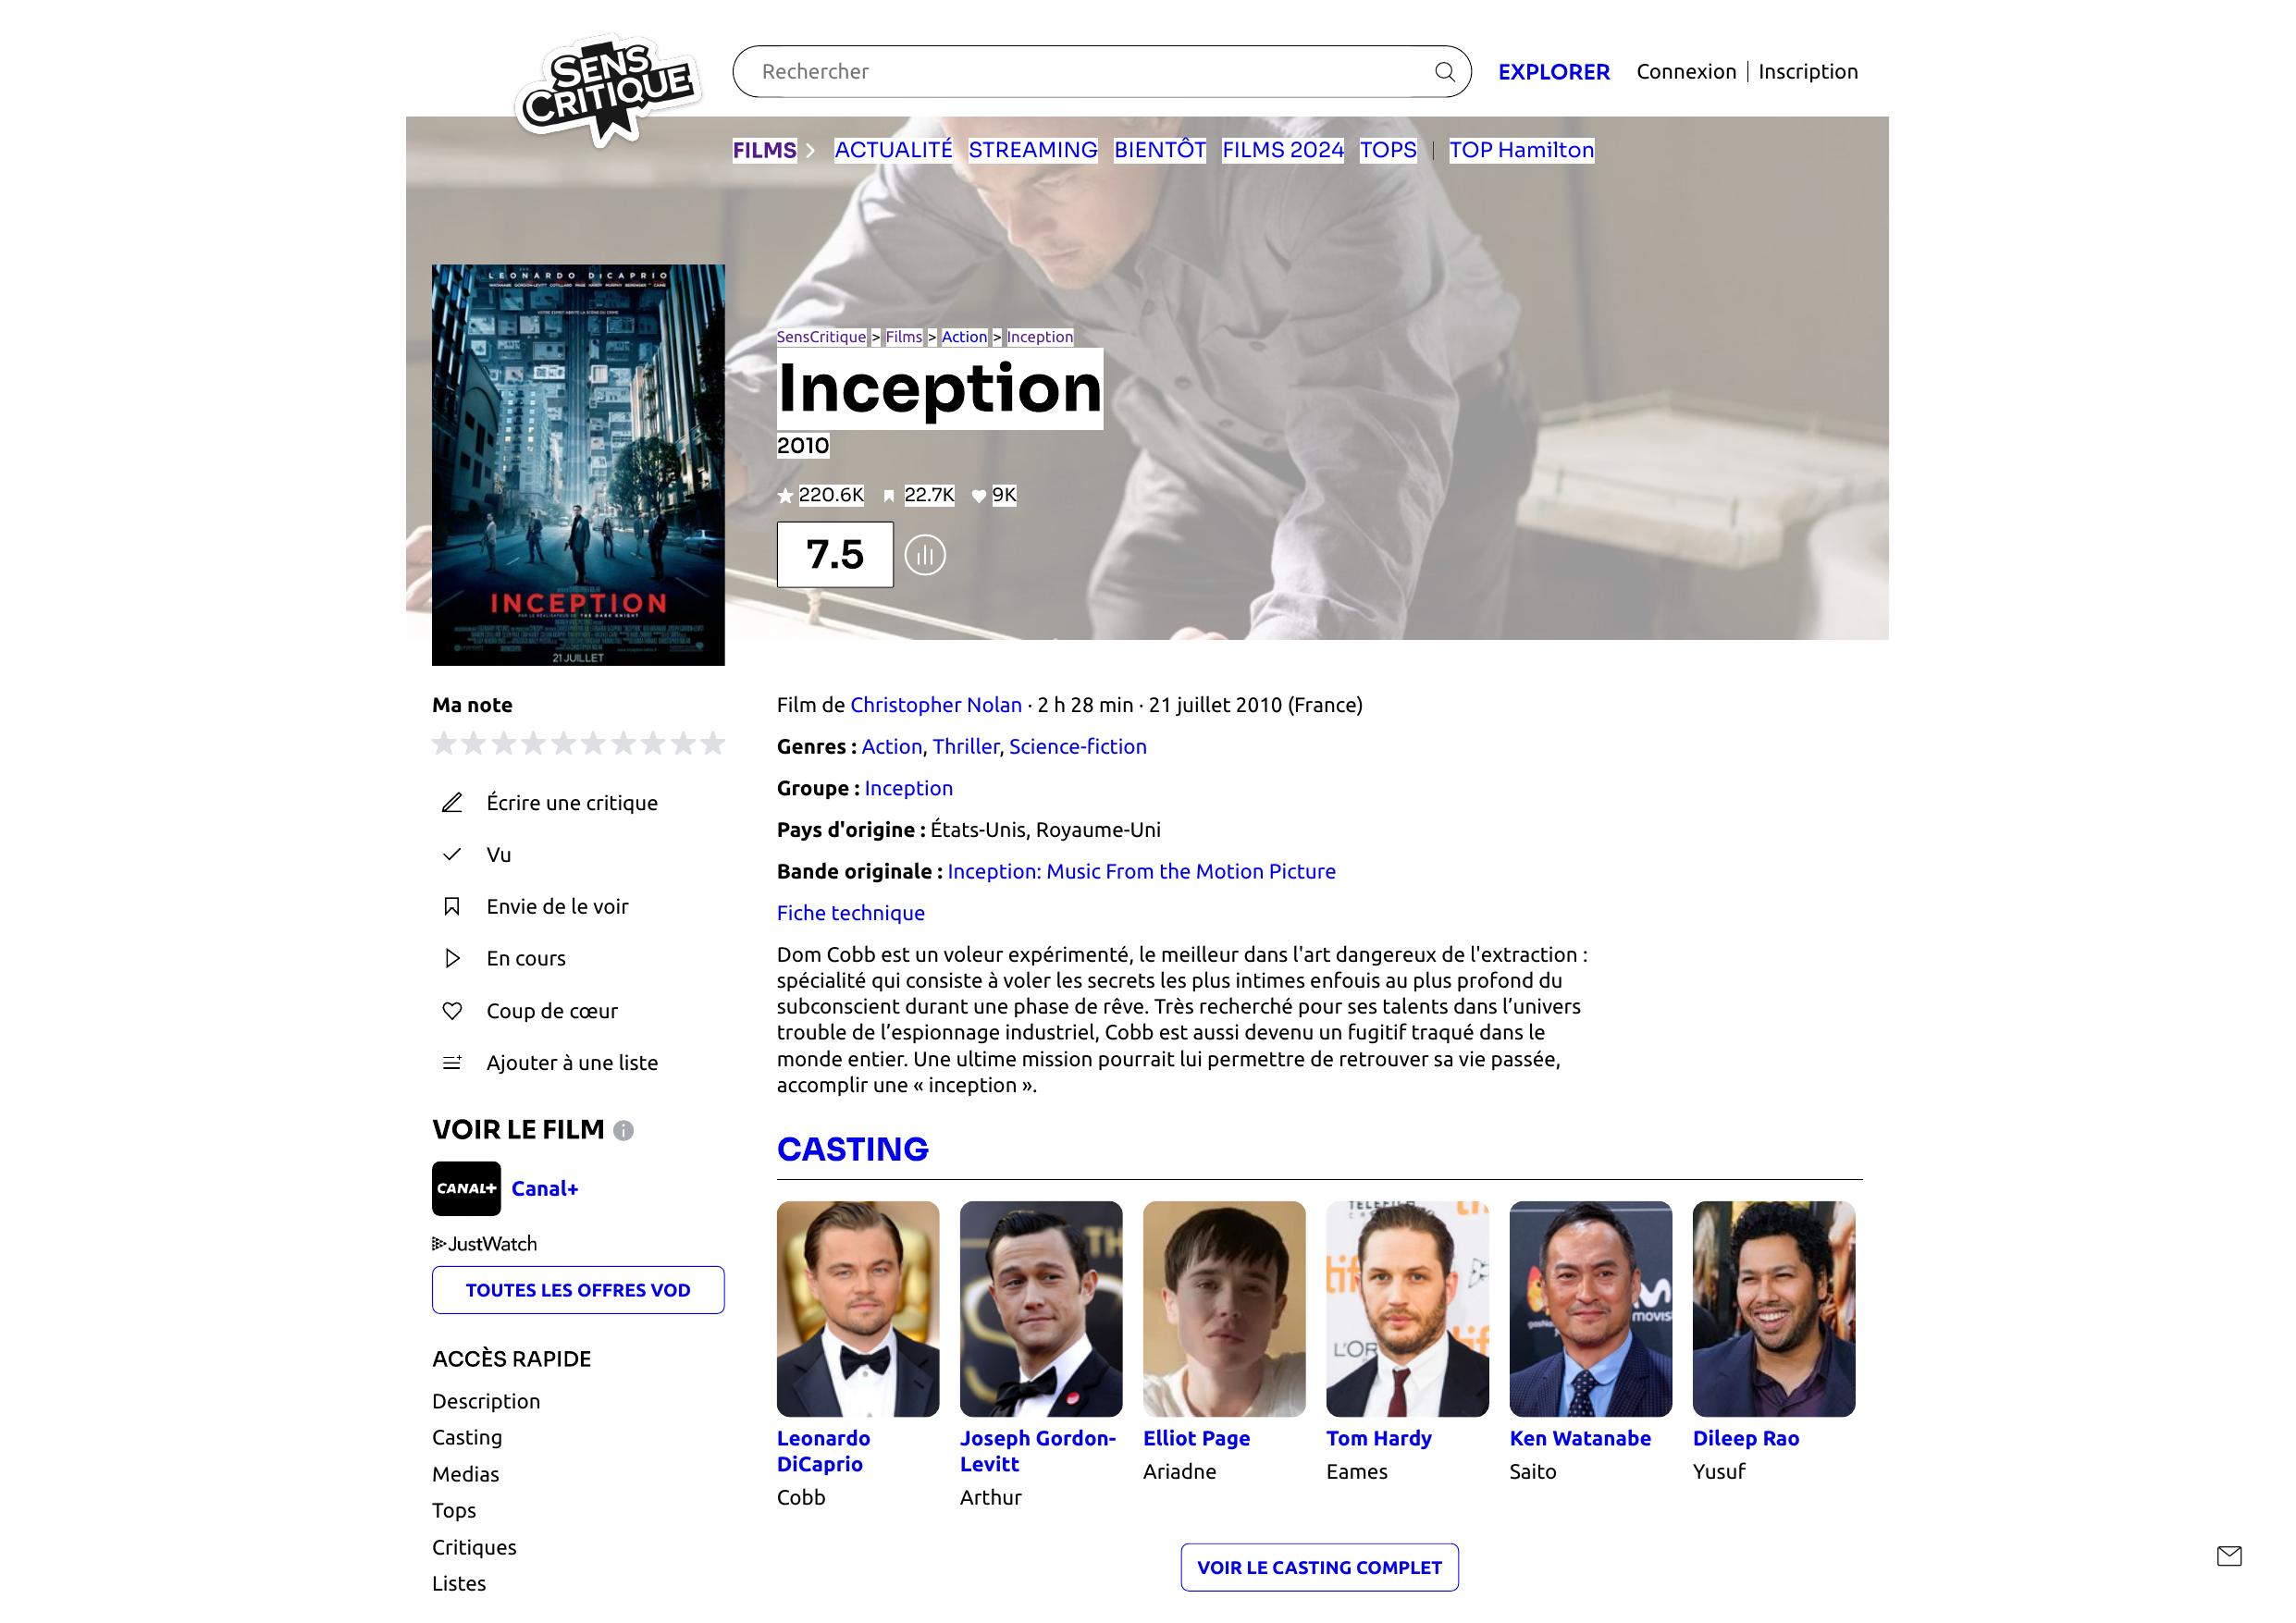 SENS
CRITIQUE
Rechercher
EXPLORER
Connexion | Inscription
FILMS
ACTUALITÉ
STREAMING
BIENTÔT
FILMS 2024
TOPS
TOP Hamilton
LEONARDO DiCAPRIO
INCEPTION
21 JUILLET
SensCritique > Films > Action > Inception
Inception
2010
220.6K
22.7K
9K
7.5
Ma note
Écrire une critique
Vu
Envie de le voir
En cours
Coup de cœur
Ajouter à une liste
VOIR LE FILM
CANAL+
Canal+
JustWatch
TOUTES LES OFFRES VOD
ACCÈS RAPIDE
Description
Casting
Medias
Tops
Critiques
Listes
Film de Christopher Nolan · 2 h 28 min · 21 juillet 2010 (France)
Genres : Action, Thriller, Science-fiction
Groupe : Inception
Pays d'origine : États-Unis, Royaume-Uni
Bande originale : Inception: Music From the Motion Picture
Fiche technique
Dom Cobb est un voleur expérimenté, le meilleur dans l'art dangereux de l'extraction :
spécialité qui consiste à voler les secrets les plus intimes enfouis au plus profond du
subconscient durant une phase de rêve. Très recherché pour ses talents dans l’univers
trouble de l’espionnage industriel, Cobb est aussi devenu un fugitif traqué dans le
monde entier. Une ultime mission pourrait lui permettre de retrouver sa vie passée,
accomplir une « inception ».
CASTING
Leonardo
DiCaprio
Cobb
Joseph Gordon-
Levitt
Arthur
Elliot Page
Ariadne
Tom Hardy
Eames
Ken Watanabe
Saito
Dileep Rao
Yusuf
VOIR LE CASTING COMPLET